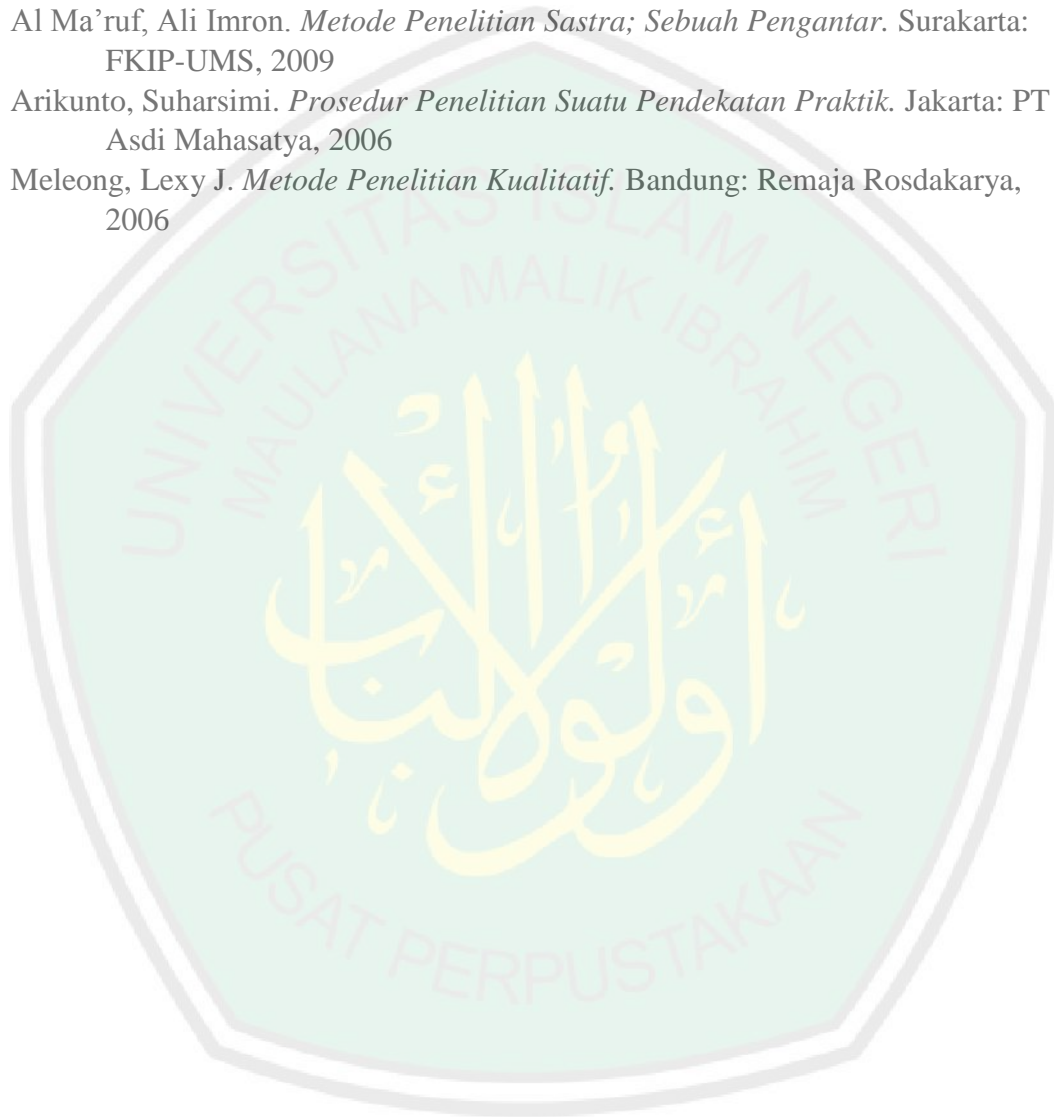 Al Ma’ruf, Ali Imron. Metode Penelitian Sastra; Sebuah Pengantar. Surakarta:
FKIP-UMS, 2009
Arikunto, Suharsimi. Prosedur Penelitian Suatu Pendekatan Praktik. Jakarta: PT
Asdi Mahasatya, 2006
Meleong, Lexy J. Metode Penelitian Kualitatif. Bandung: Remaja Rosdakarya,
2006
UNIVERSITAS ISLAM NEGERI
MAULANA MALIK IBRAHIM
أولوا الألباب
PUSAT PERPUSTAKAAN